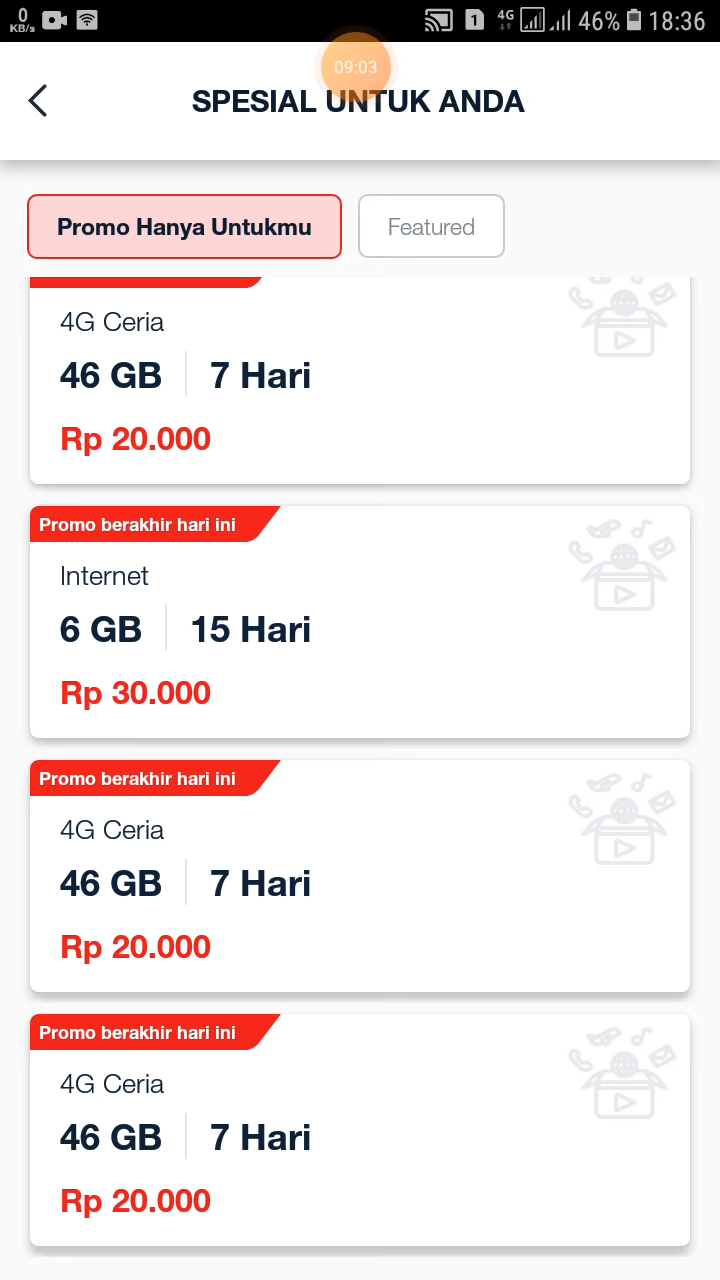 0
KB/s
1
4G
46%
18:36
09:03
SPESIAL UNTUK ANDA
Promo Hanya Untukmu
Featured
4G Ceria
46 GB
7 Hari
Rp 20.000
Promo berakhir hari ini
Internet
6 GB
15 Hari
Rp 30.000
Promo berakhir hari ini
4G Ceria
46 GB
7 Hari
Rp 20.000
Promo berakhir hari ini
4G Ceria
46 GB
7 Hari
Rp 20.000